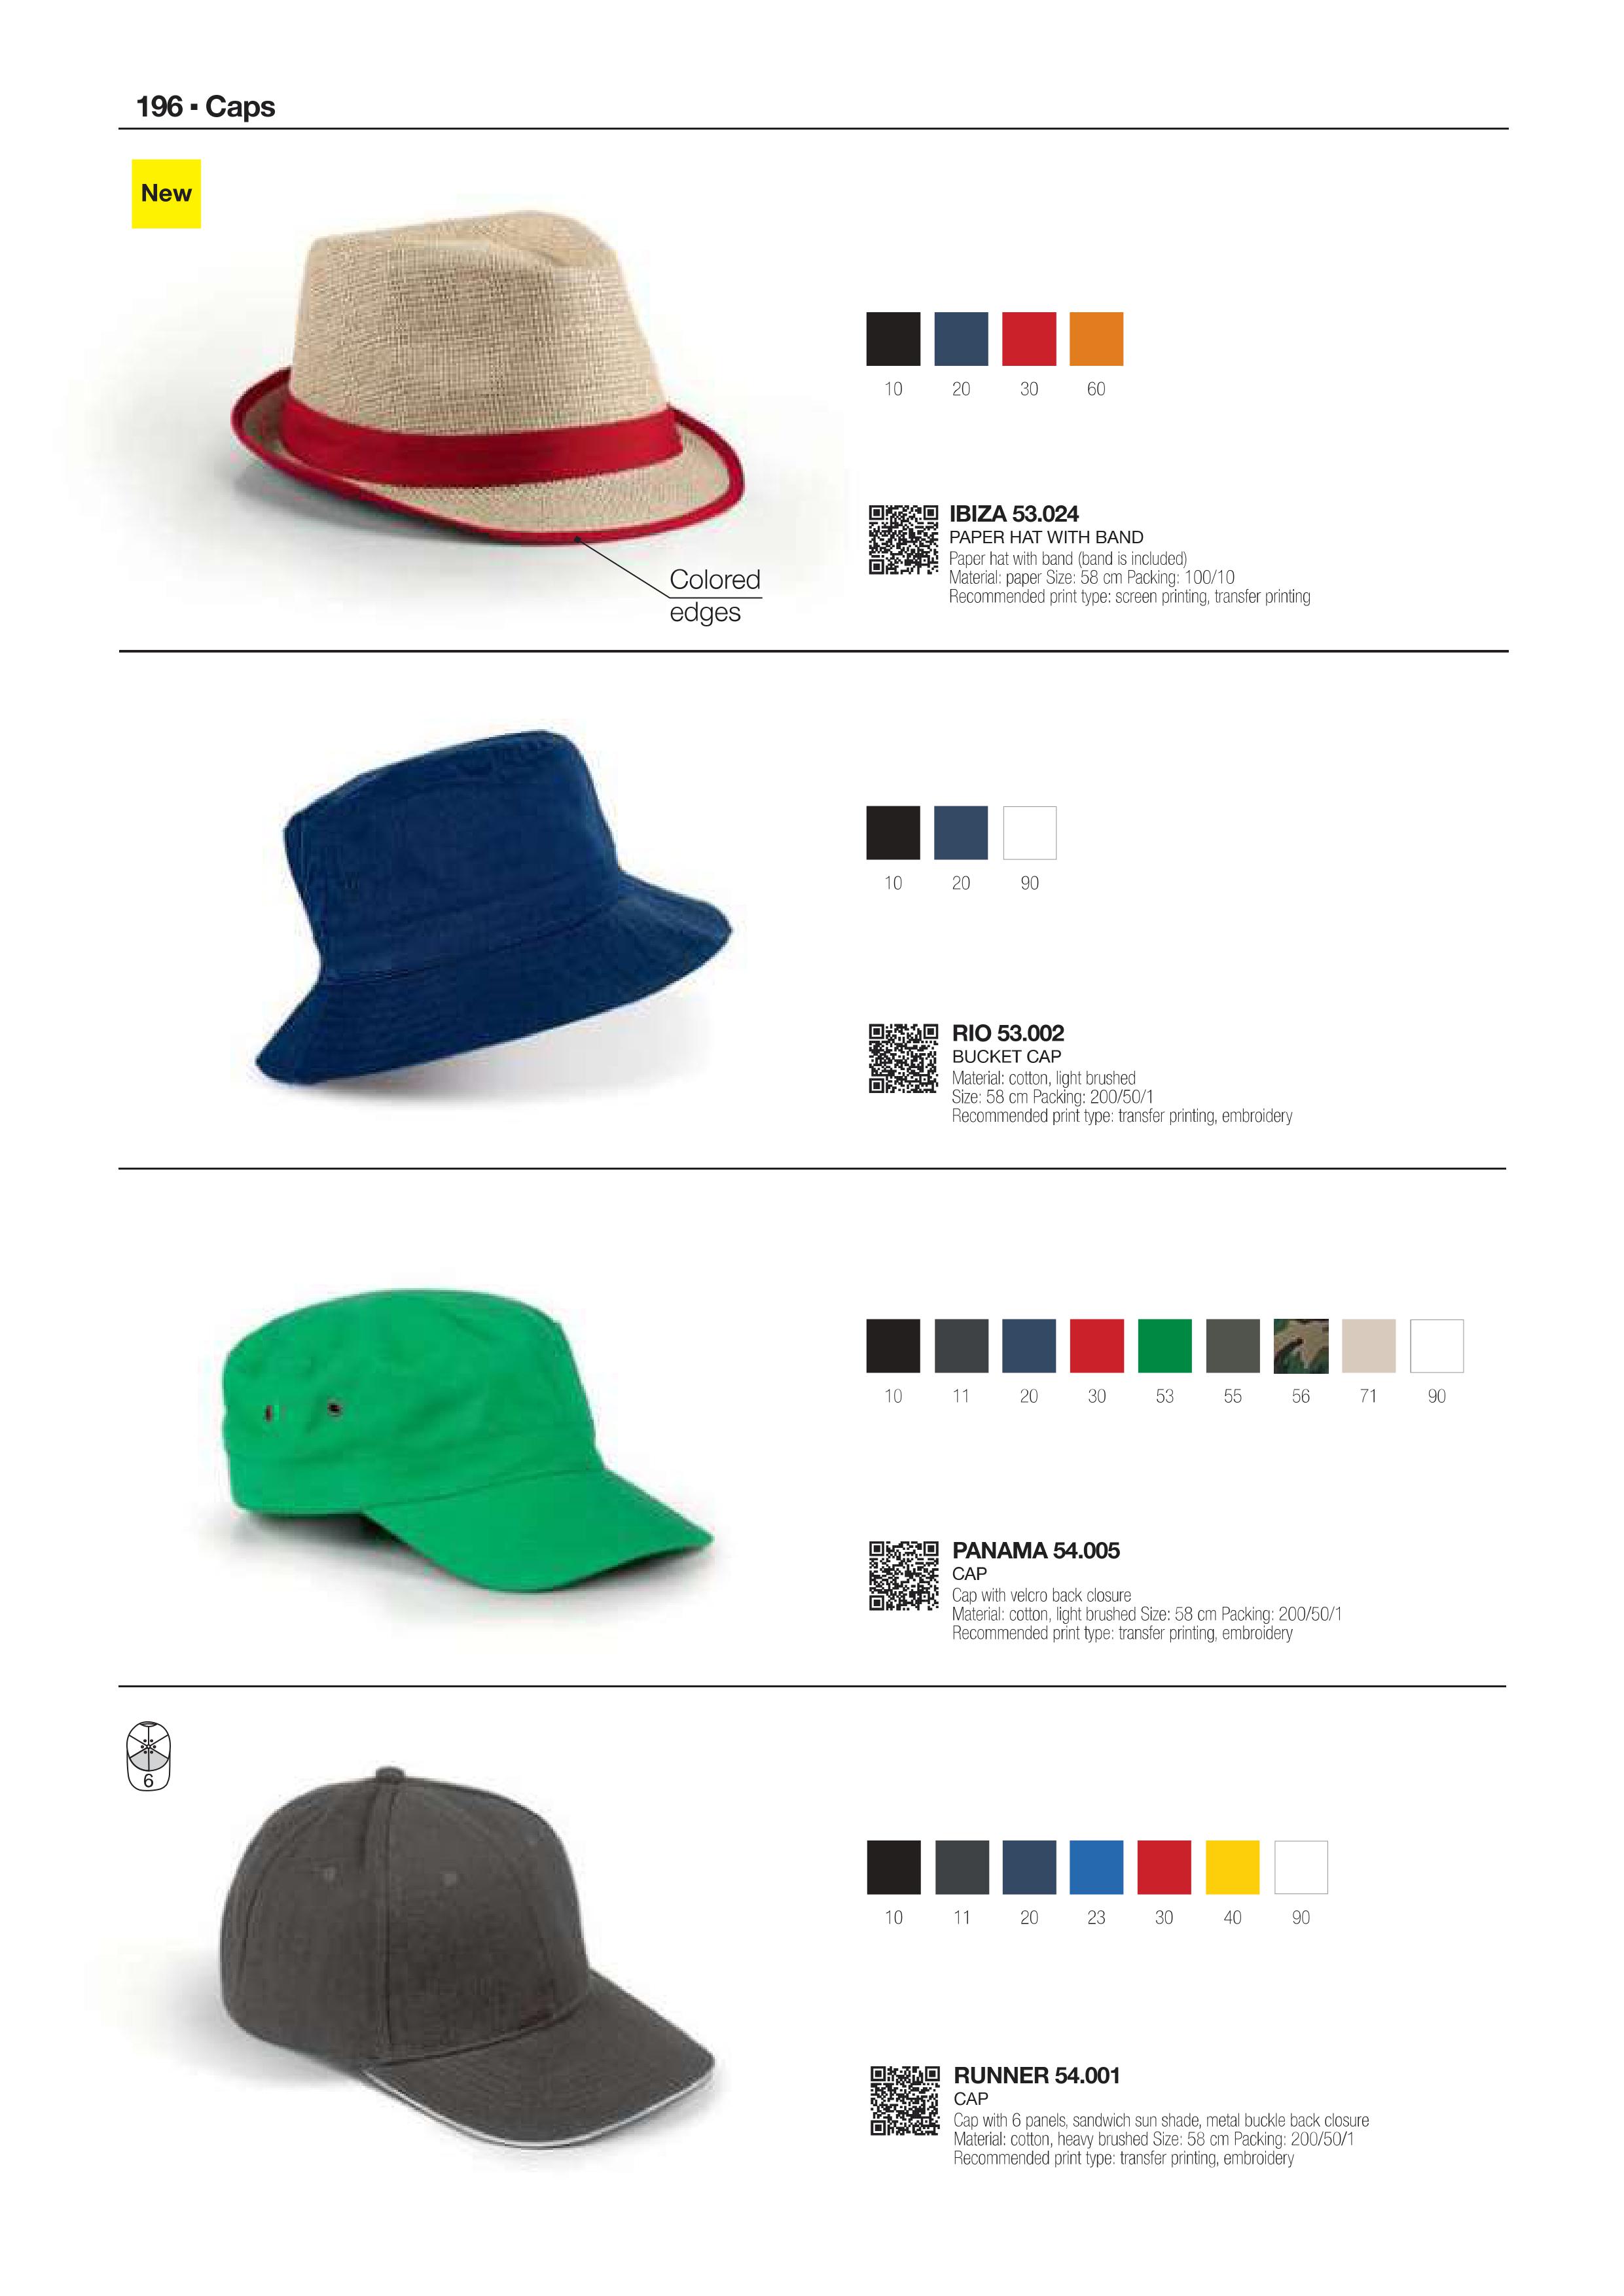 196 ▪ Caps
New
Colored
edges
10 20 30 60
IBIZA 53.024
PAPER HAT WITH BAND
Paper hat with band (band is included)
Material: paper Size: 58 cm Packing: 100/10
Recommended print type: screen printing, transfer printing
10 20 90
RIO 53.002
BUCKET CAP
Material: cotton, light brushed
Size: 58 cm Packing: 200/50/1
Recommended print type: transfer printing, embroidery
10 11 20 30 53 55 56 71 90
PANAMA 54.005
CAP
Cap with velcro back closure
Material: cotton, light brushed Size: 58 cm Packing: 200/50/1
Recommended print type: transfer printing, embroidery
6
10 11 20 23 30 40 90
RUNNER 54.001
CAP
Cap with 6 panels, sandwich sun shade, metal buckle back closure
Material: cotton, heavy brushed Size: 58 cm Packing: 200/50/1
Recommended print type: transfer printing, embroidery